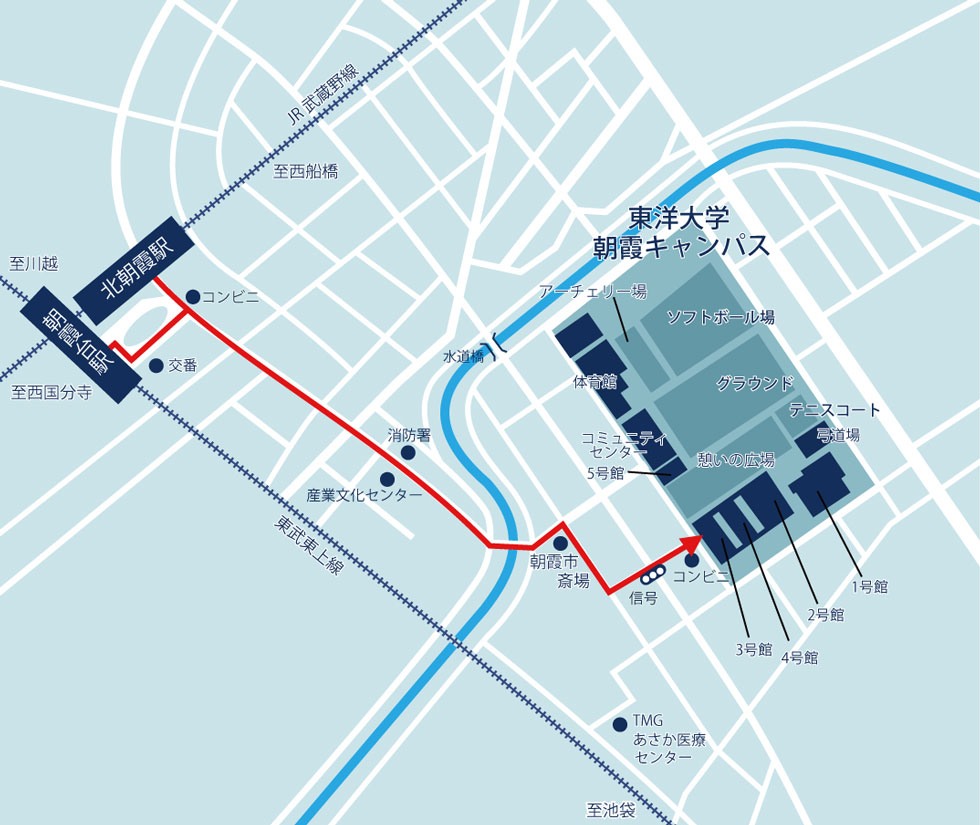 JR 武蔵野線
至西船橋
東洋大学
朝霞キャンパス
至川越
北朝霞駅
コンビニ
アーチェリー場
ソフトボール場
朝霞台駅
水道橋
交番
至西国分寺
体育館
グラウンド
テニスコート
弓道場
消防署
コミュニティ
センター
憩いの広場
5号館
産業文化センター
東武東上線
朝霞市
斎場
コンビニ
信号
1号館
2号館
3号館
4号館
TMG
あさか医療
センター
至池袋